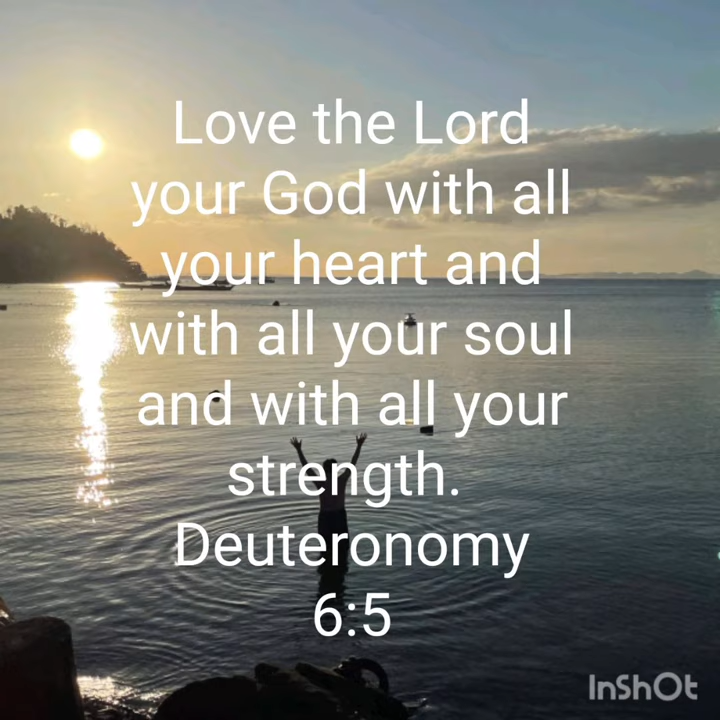 Love the Lord
your God with all
your heart and
with all your soul
and with all your
strength.
Deuteronomy
6:5
InShOt